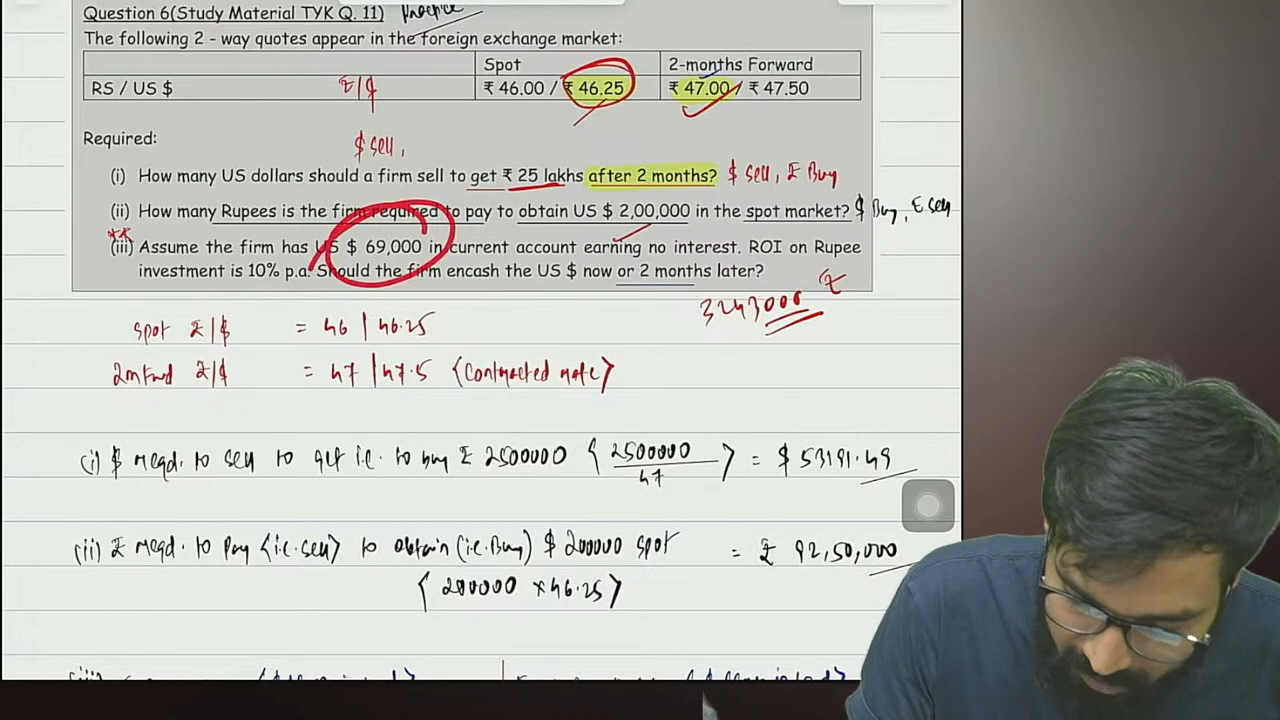 Question 6(Study Material TYK Q. 11) Practice
The following 2 - way quotes appear in the foreign exchange market:
Spot 2-months Forward
RS / US $ ₹/$ ₹ 46.00 / ₹ 46.25 ₹ 47.00 / ₹ 47.50
Required:
$ sell,
(i) How many US dollars should a firm sell to get ₹ 25 lakhs after 2 months? $ sell, ₹ Buy
(ii) How many Rupees is the firm required to pay to obtain US $ 2,00,000 in the spot market? $ Buy, ₹ sell
**
(iii) Assume the firm has US $ 69,000 in current account earning no interest. ROI on Rupee
investment is 10% p.a. Should the firm encash the US $ now or 2 months later?
3243000 ₹
spot ₹/$ = 46 | 46.25
2m fwd ₹/$ = 47 | 47.5 (Contracted rate)
(i) $ reqd. to sell to get i.e. to buy ₹ 2500000 ( 2500000
47 ) = $ 53191.49
(ii) ₹ reqd. to pay (i.e. sell) to obtain (i.e. Buy) $ 200000 spot = ₹ 92,50,000
( 200000 × 46.25 )